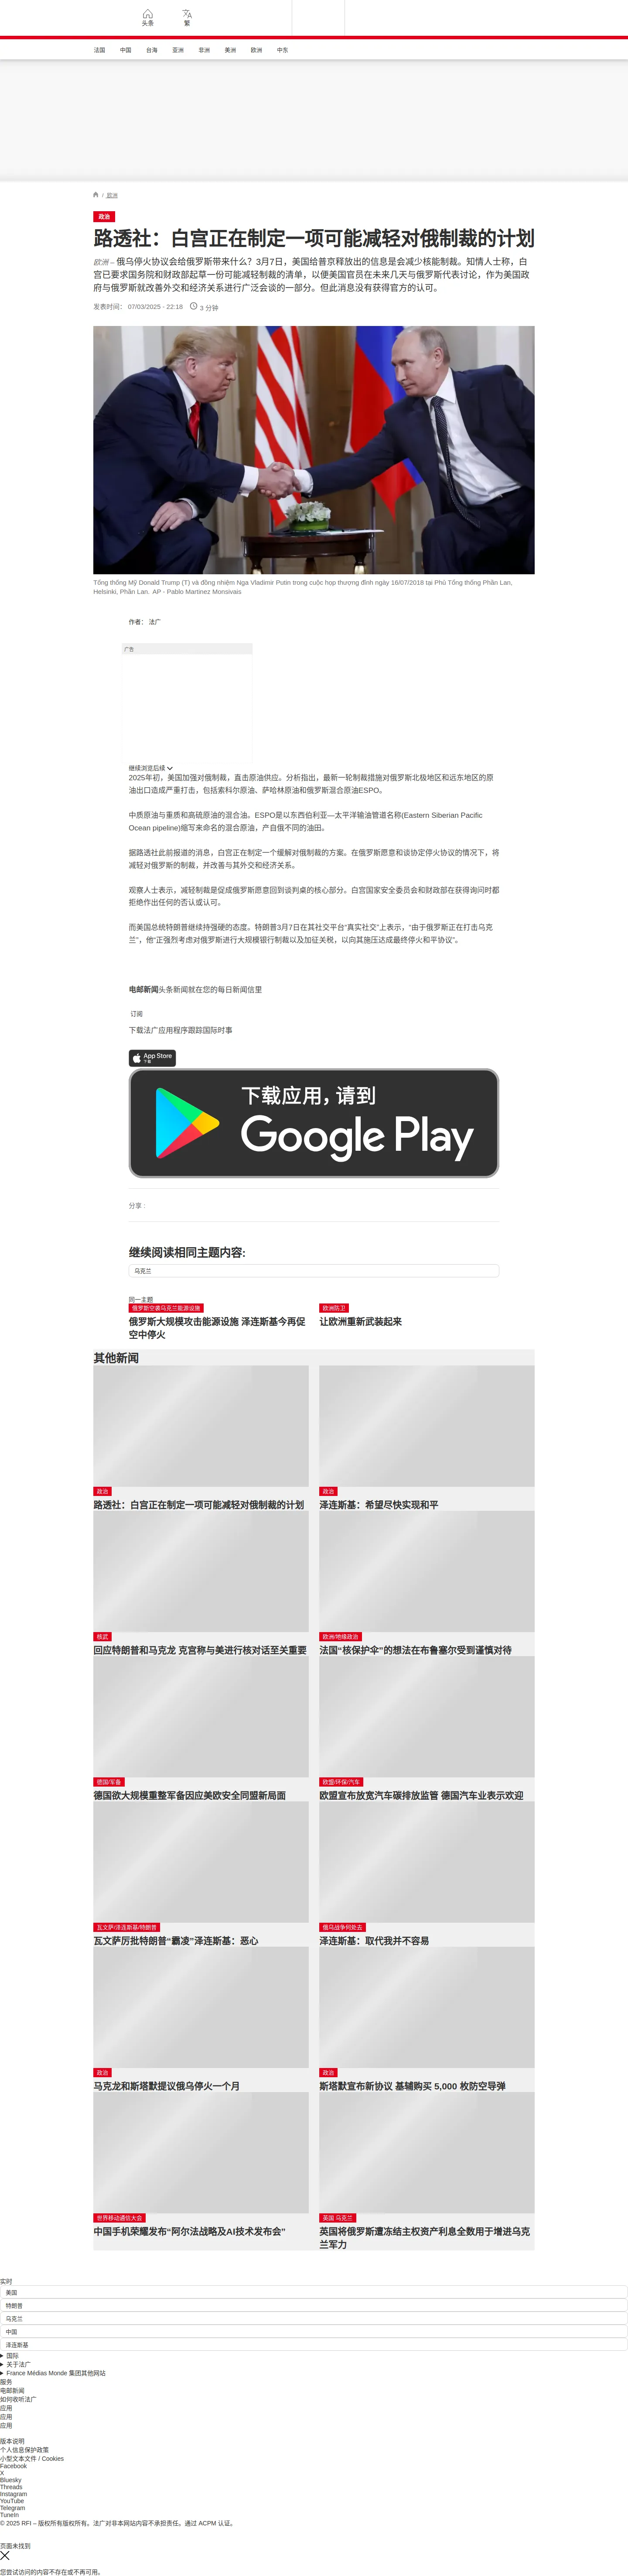 头条
繁
法国
中国
台海
亚洲
非洲
美洲
欧洲
中东
/ 欧洲
政治
路透社：白宫正在制定一项可能减轻对俄制裁的计划
欧洲 – 俄乌停火协议会给俄罗斯带来什么？3月7日，美国给普京释放出的信息是会减少核能制裁。知情人士称，白
宫已要求国务院和财政部起草一份可能减轻制裁的清单，以便美国官员在未来几天与俄罗斯代表讨论，作为美国政
府与俄罗斯就改善外交和经济关系进行广泛会谈的一部分。但此消息没有获得官方的认可。
发表时间： 07/03/2025 - 22:18
3 分钟
Tổng thống Mỹ Donald Trump (T) và đồng nhiệm Nga Vladimir Putin trong cuộc họp thượng đỉnh ngày 16/07/2018 tại Phủ Tổng thống Phần Lan,
Helsinki, Phần Lan. AP - Pablo Martinez Monsivais
作者： 法广
广告
继续浏览后续
2025年初，美国加强对俄制裁，直击原油供应。分析指出，最新一轮制裁措施对俄罗斯北极地区和远东地区的原
油出口造成严重打击，包括索科尔原油、萨哈林原油和俄罗斯混合原油ESPO。
中质原油与重质和高硫原油的混合油。ESPO是以东西伯利亚—太平洋输油管道名称(Eastern Siberian Pacific
Ocean pipeline)缩写来命名的混合原油，产自俄不同的油田。
据路透社此前报道的消息，白宫正在制定一个缓解对俄制裁的方案。在俄罗斯愿意和谈协定停火协议的情况下，将
减轻对俄罗斯的制裁，并改善与其外交和经济关系。
观察人士表示，减轻制裁是促成俄罗斯愿意回到谈判桌的核心部分。白宫国家安全委员会和财政部在获得询问时都
拒绝作出任何的否认或认可。
而美国总统特朗普继续持强硬的态度。特朗普3月7日在其社交平台“真实社交”上表示，“由于俄罗斯正在打击乌克
兰”，他“正强烈考虑对俄罗斯进行大规模银行制裁以及加征关税，以向其施压达成最终停火和平协议”。
电邮新闻头条新闻就在您的每日新闻信里
订阅
下载法广应用程序跟踪国际时事
App Store
下载
下载应用，请到
Google Play
分享 :
继续阅读相同主题内容:
乌克兰
同一主题
俄罗斯空袭乌克兰能源设施
俄罗斯大规模攻击能源设施 泽连斯基今再促
空中停火
欧洲防卫
让欧洲重新武装起来
其他新闻
政治
路透社：白宫正在制定一项可能减轻对俄制裁的计划
政治
泽连斯基：希望尽快实现和平
核武
回应特朗普和马克龙 克宫称与美进行核对话至关重要
欧洲/地缘政治
法国“核保护伞”的想法在布鲁塞尔受到谨慎对待
德国/军备
德国欲大规模重整军备因应美欧安全同盟新局面
欧盟/环保/汽车
欧盟宣布放宽汽车碳排放监管 德国汽车业表示欢迎
瓦文萨/泽连斯基/特朗普
瓦文萨厉批特朗普“霸凌”泽连斯基：恶心
俄乌战争何处去
泽连斯基：取代我并不容易
政治
马克龙和斯塔默提议俄乌停火一个月
政治
斯塔默宣布新协议 基辅购买 5,000 枚防空导弹
世界移动通信大会
中国手机荣耀发布“阿尔法战略及AI技术发布会”
英国 乌克兰
英国将俄罗斯遭冻结主权资产利息全数用于增进乌克
兰军力
实时
美国
特朗普
乌克兰
中国
泽连斯基
国际
关于法广
France Médias Monde 集团其他网站
服务
电邮新闻
如何收听法广
应用
应用
应用
版本说明
个人信息保护政策
小型文本文件 / Cookies
Facebook
X
Bluesky
Threads
Instagram
YouTube
Telegram
TuneIn
© 2025 RFI – 版权所有版权所有。法广对非本网站内容不承担责任。通过 ACPM 认证。
页面未找到
您尝试访问的内容不存在或不再可用。